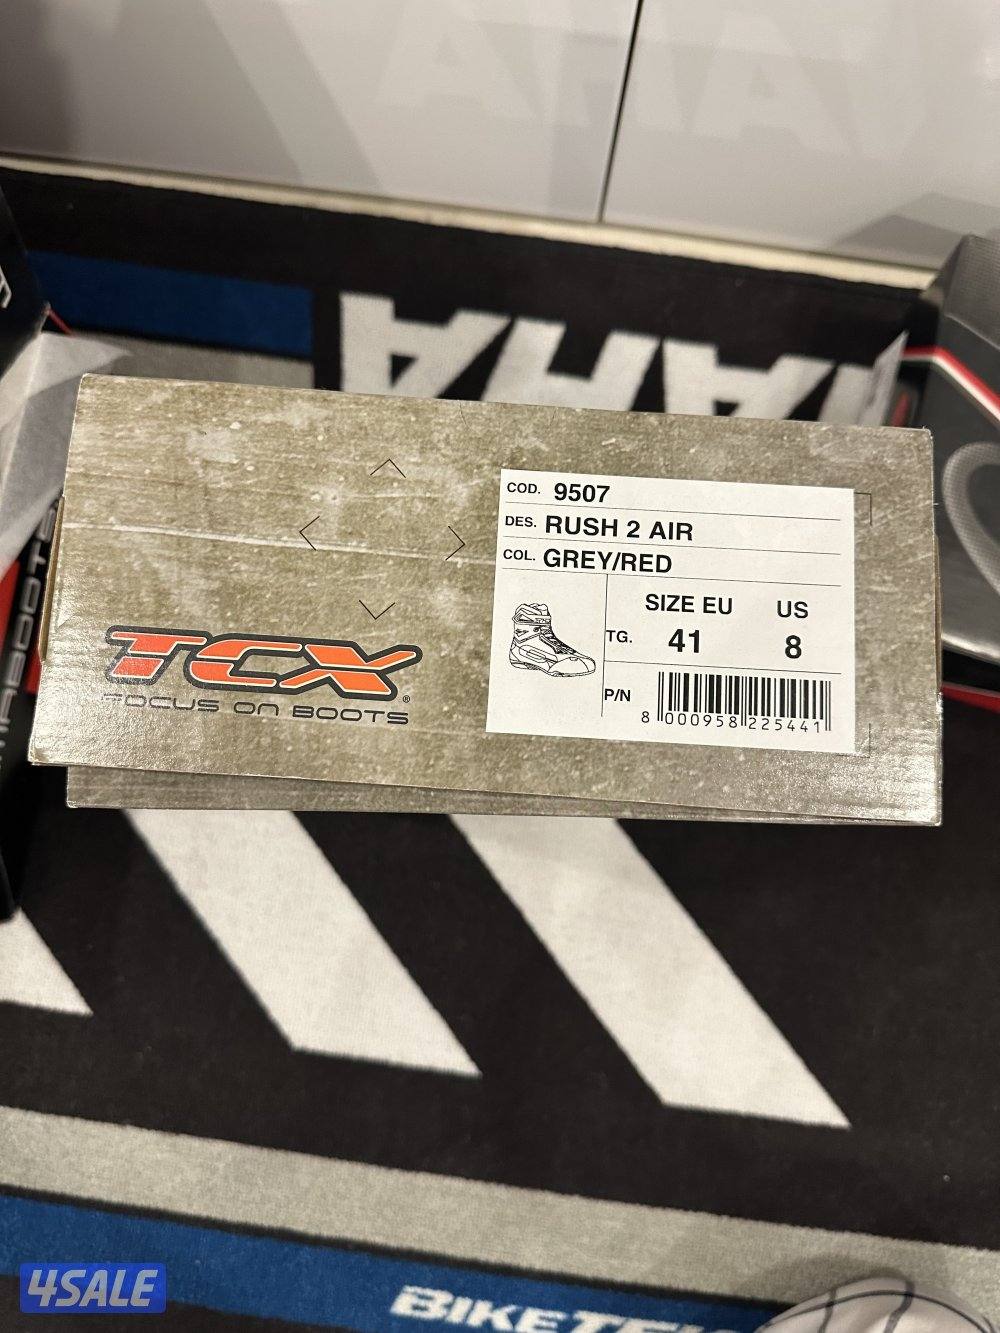 YAMAHA
COD. 9507
DES. RUSH 2 AIR
COL. GREY/RED
SIZE EU US
TG. 41 8
P/N
8 000958 225441
TCX®
FOCUS ON BOOTS
4SALE